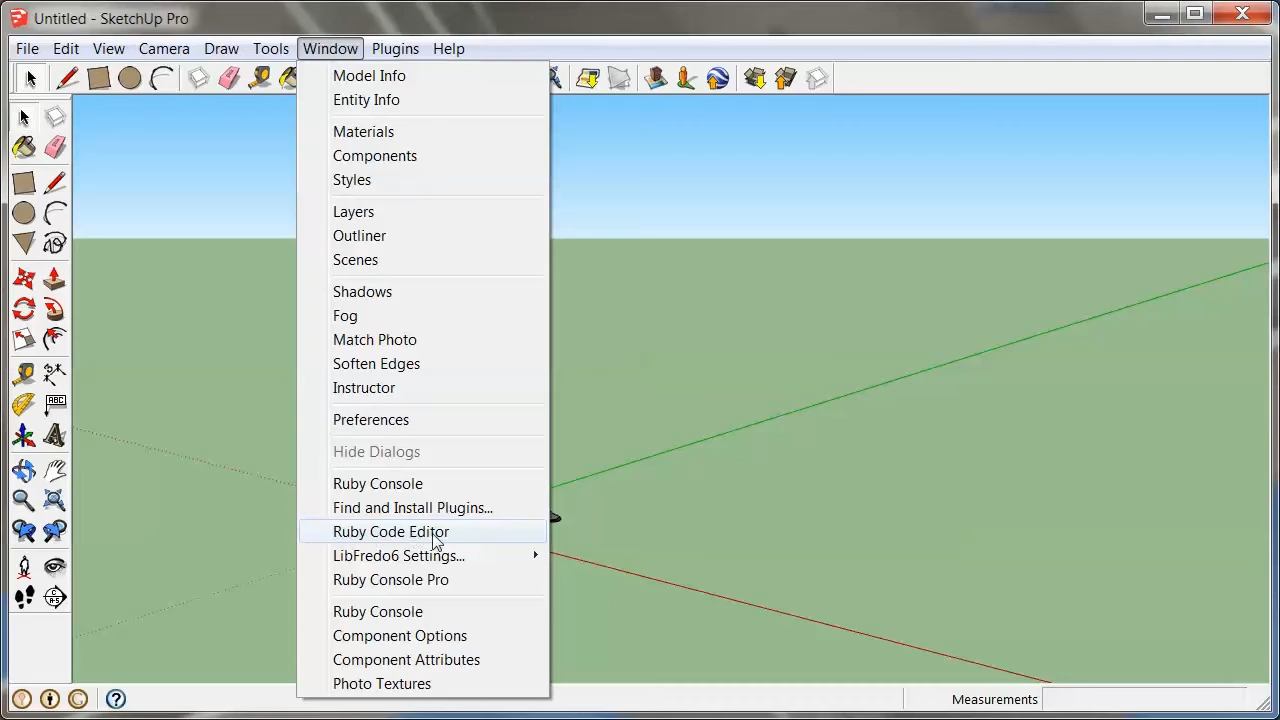 Untitled - SketchUp Pro
File Edit View Camera Draw Tools Window Plugins Help
Model Info
Entity Info
Materials
Components
Styles
Layers
Outliner
Scenes
Shadows
Fog
Match Photo
Soften Edges
Instructor
Preferences
Hide Dialogs
Ruby Console
Find and Install Plugins...
Ruby Code Editor
LibFredo6 Settings...
Ruby Console Pro
Ruby Console
Component Options
Component Attributes
Photo Textures
ABC
Measurements